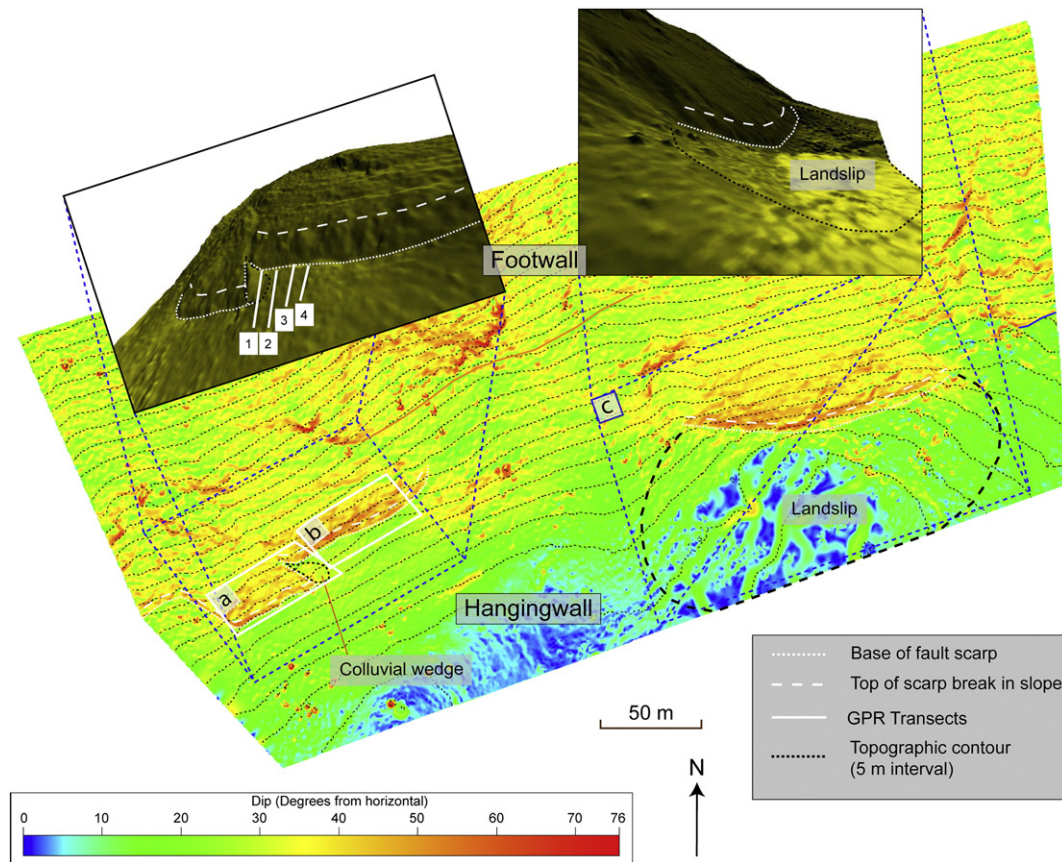 Landslip
Footwall
1
2
3
4
c
b
a
Landslip
Hangingwall
Colluvial wedge
50 m
N
Base of fault scarp
Top of scarp break in slope
GPR Transects
Topographic contour
(5 m interval)
Dip (Degrees from horizontal)
0 10 20 30 40 50 60 70 76